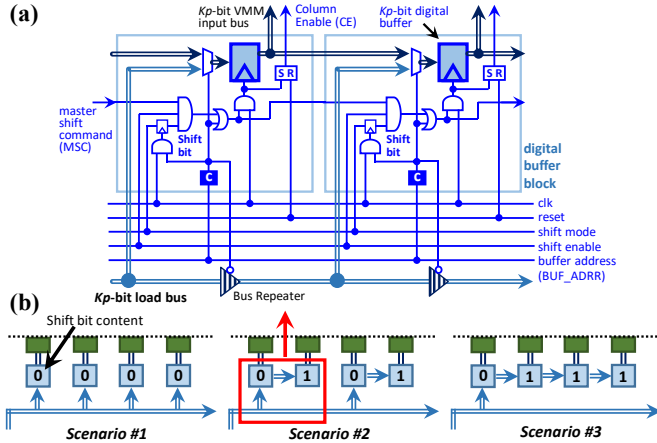 (a)
Kp-bit VMM
input bus
Column
Enable (CE)
Kp-bit digital
buffer
S R
S R
master
shift
command
(MSC)
Shift
bit
Shift
bit
digital
buffer
block
C
C
clk
reset
shift mode
shift enable
buffer address
(BUF_ADRR)
Kp-bit load bus
Bus Repeater
(b)
Shift bit content
0 0 0 0
0 1 0 1
0 1 1 1
Scenario #1
Scenario #2
Scenario #3